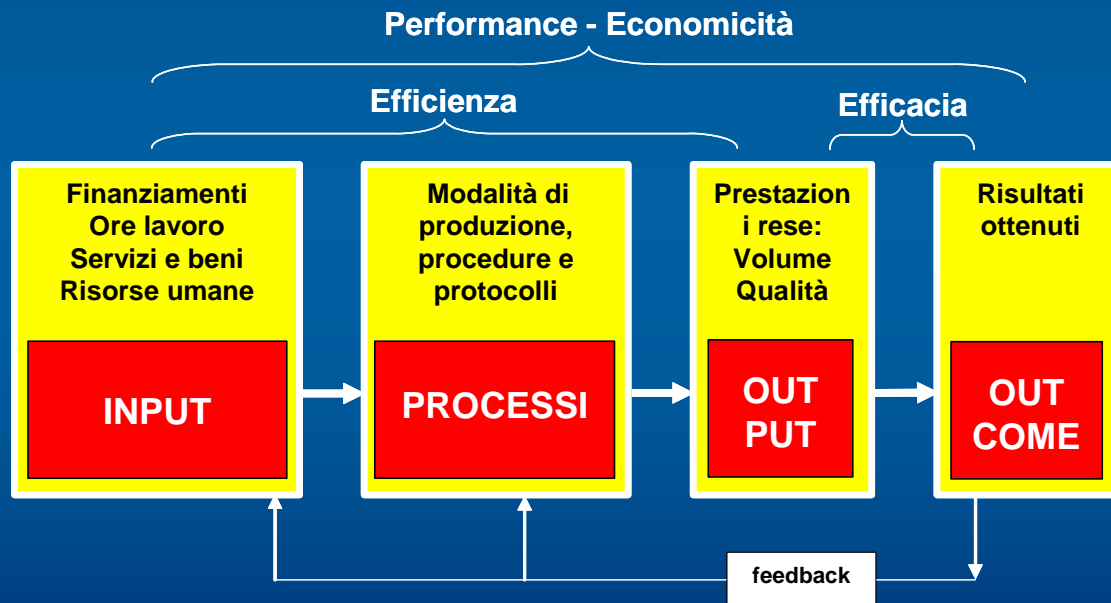 Performance - Economicità
Efficienza
Efficacia
Finanziamenti
Ore lavoro
Servizi e beni
Risorse umane
INPUT
Modalità di
produzione,
procedure e
protocolli
PROCESSI
Prestazion
i rese:
Volume
Qualità
OUT
PUT
Risultati
ottenuti
OUT
COME
feedback